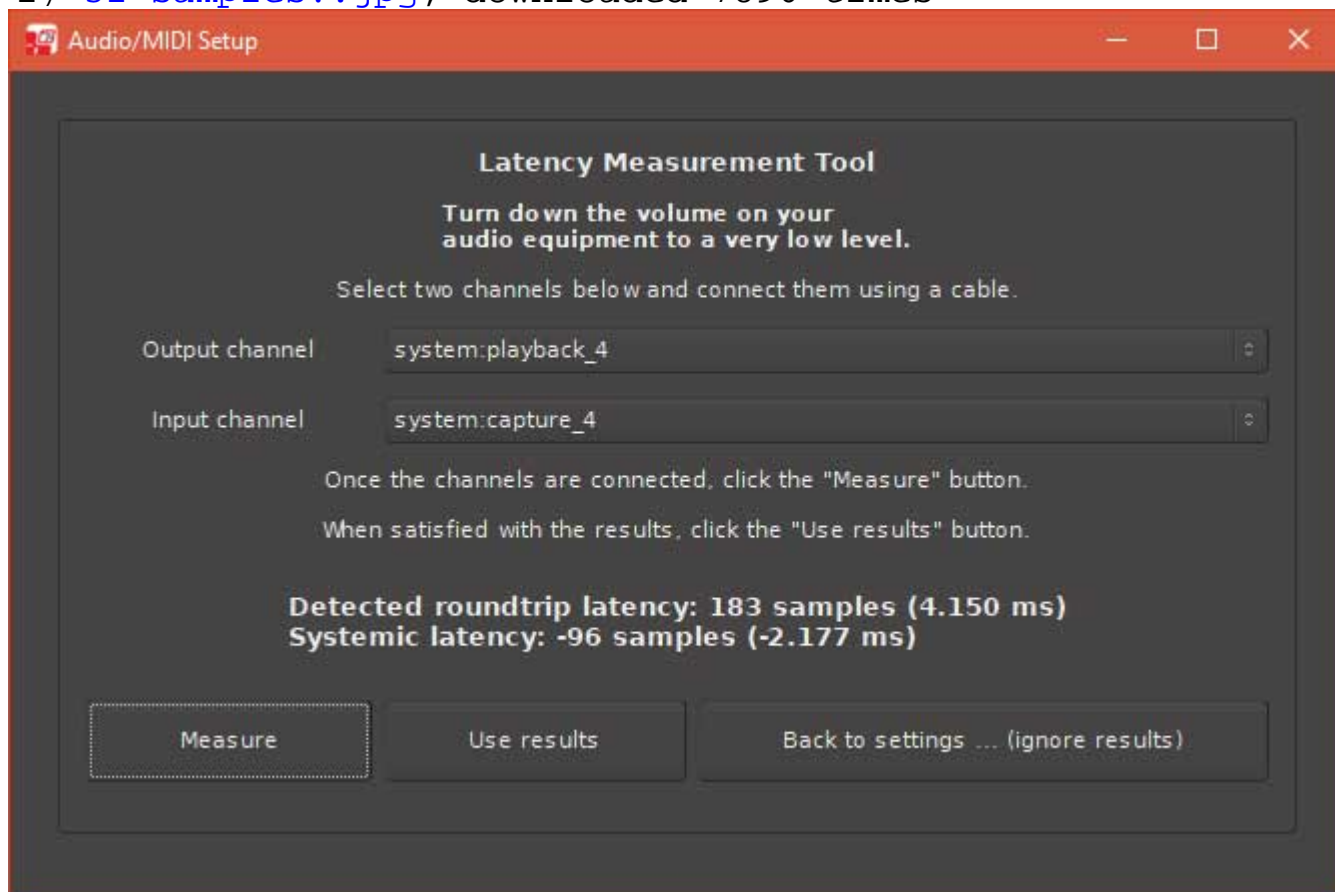 Audio/MIDI Setup
Latency Measurement Tool
Turn down the volume on your
audio equipment to a very low level.
Select two channels below and connect them using a cable.
Output channel system:playback_4
Input channel system:capture_4
Once the channels are connected, click the "Measure" button.
When satisfied with the results, click the "Use results" button.
Detected roundtrip latency: 183 samples (4.150 ms)
Systemic latency: -96 samples (-2.177 ms)
Measure Use results Back to settings ... (ignore results)